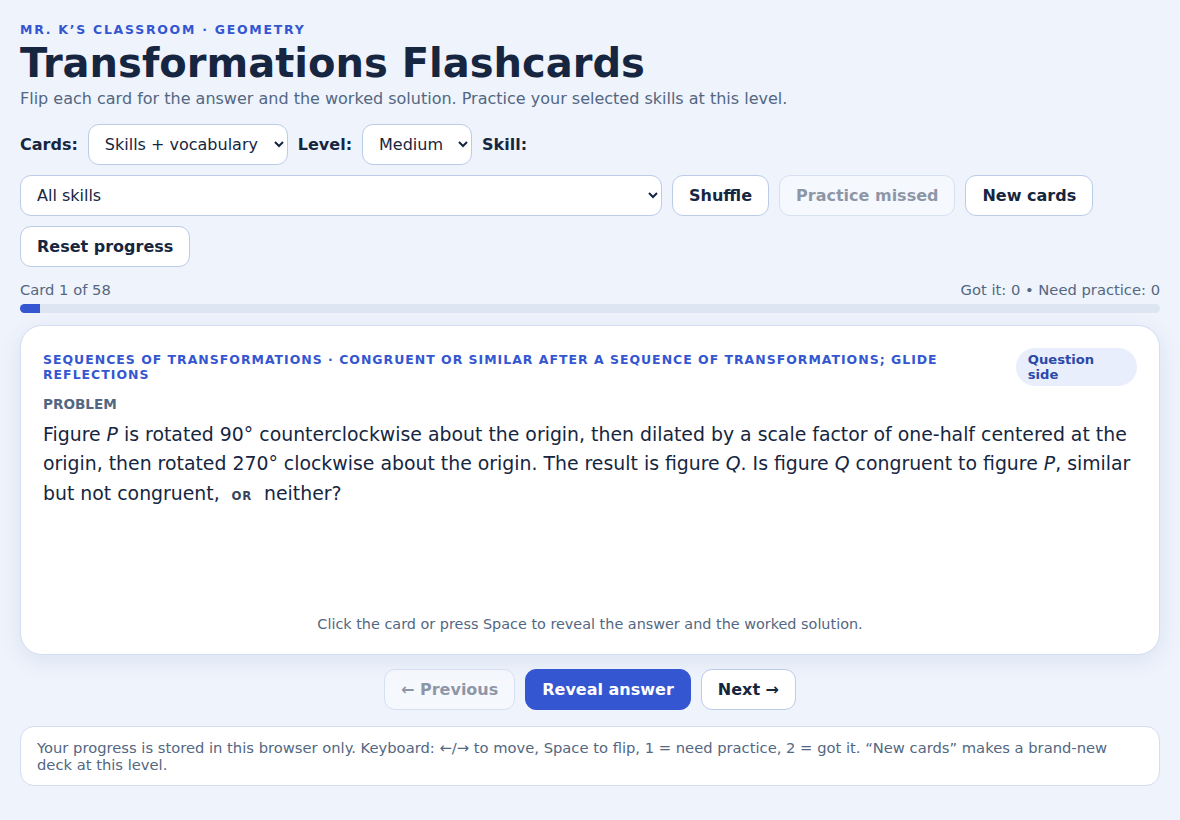 MR. K’S CLASSROOM · GEOMETRY
Transformations Flashcards
Flip each card for the answer and the worked solution. Practice your selected skills at this level.
Cards: Skills + vocabulary Level: Medium Skill:
All skills Shuffle Practice missed New cards
Reset progress
Card 1 of 58 Got it: 0 • Need practice: 0
SEQUENCES OF TRANSFORMATIONS · CONGRUENT OR SIMILAR AFTER A SEQUENCE OF TRANSFORMATIONS; GLIDE
REFLECTIONS
Question
side
PROBLEM
Figure P is rotated 90° counterclockwise about the origin, then dilated by a scale factor of one-half centered at the
origin, then rotated 270° clockwise about the origin. The result is figure Q. Is figure Q congruent to figure P, similar
but not congruent, OR neither?
Click the card or press Space to reveal the answer and the worked solution.
← Previous Reveal answer Next →
Your progress is stored in this browser only. Keyboard: ←/→ to move, Space to flip, 1 = need practice, 2 = got it. “New cards” makes a brand-new
deck at this level.